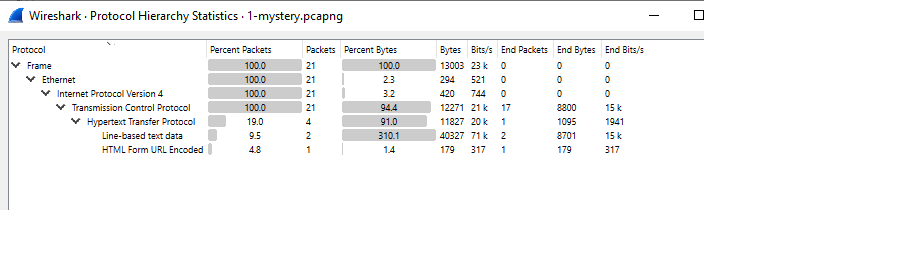 Wireshark · Protocol Hierarchy Statistics · 1-mystery.pcapng
Protocol Percent Packets Packets Percent Bytes Bytes Bits/s End Packets End Bytes End Bits/s
Frame 100.0 21 100.0 13003 23 k 0 0 0
Ethernet 100.0 21 2.3 294 521 0 0 0
Internet Protocol Version 4 100.0 21 3.2 420 744 0 0 0
Transmission Control Protocol 100.0 21 94.4 12271 21 k 17 8800 15 k
Hypertext Transfer Protocol 19.0 4 91.0 11827 20 k 1 1095 1941
Line-based text data 9.5 2 310.1 40327 71 k 2 8701 15 k
HTML Form URL Encoded 4.8 1 1.4 179 317 1 179 317